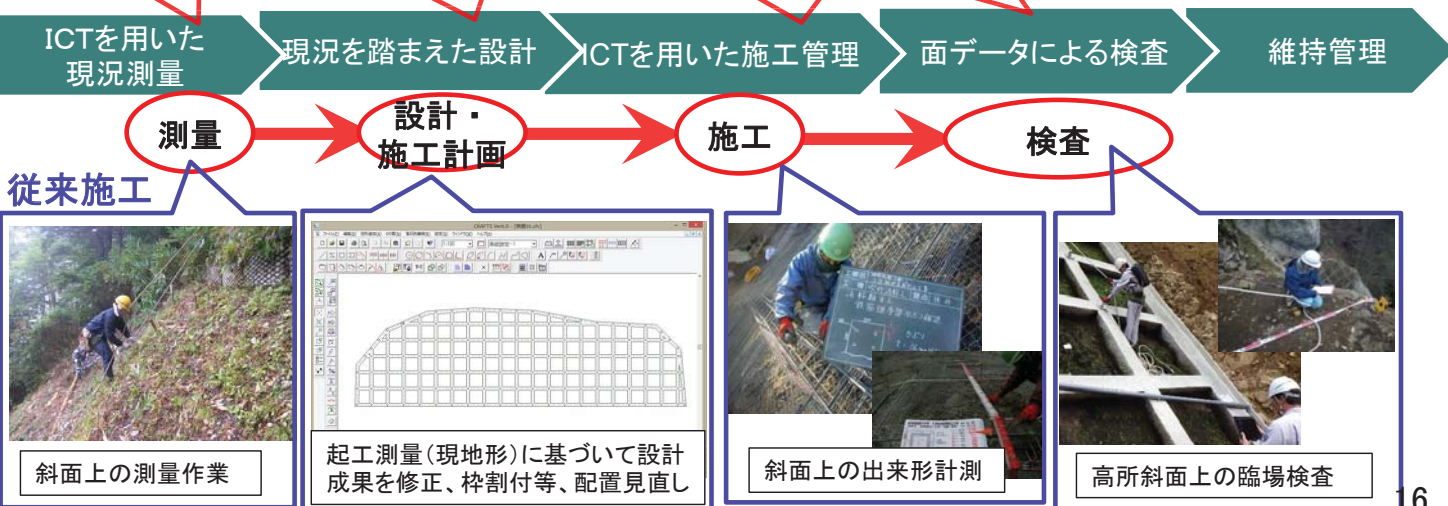 ICTを用いた
現況測量
現況を踏まえた設計
ICTを用いた施工管理
面データによる検査
維持管理
測量
設計・
施工計画
施工
検査
従来施工
斜面上の測量作業
起工測量(現地形)に基づいて設計
成果を修正、枠割付等、配置見直し
斜面上の出来形計測
高所斜面上の臨場検査
16